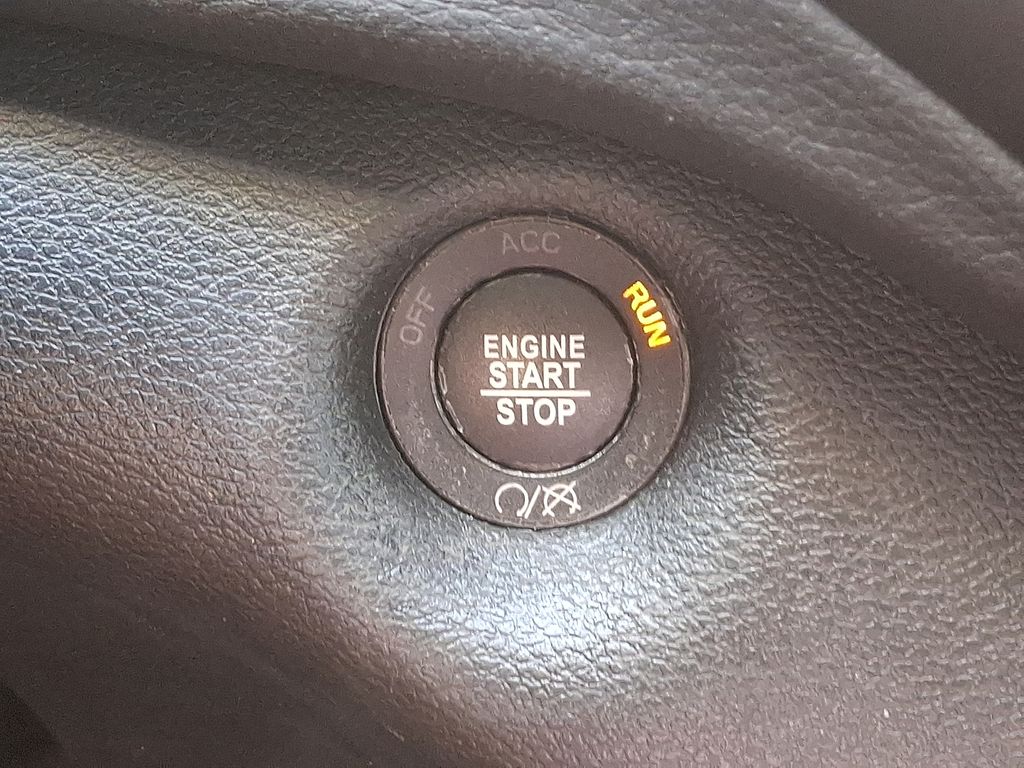 ACC
OFF
RUN
ENGINE
START
STOP